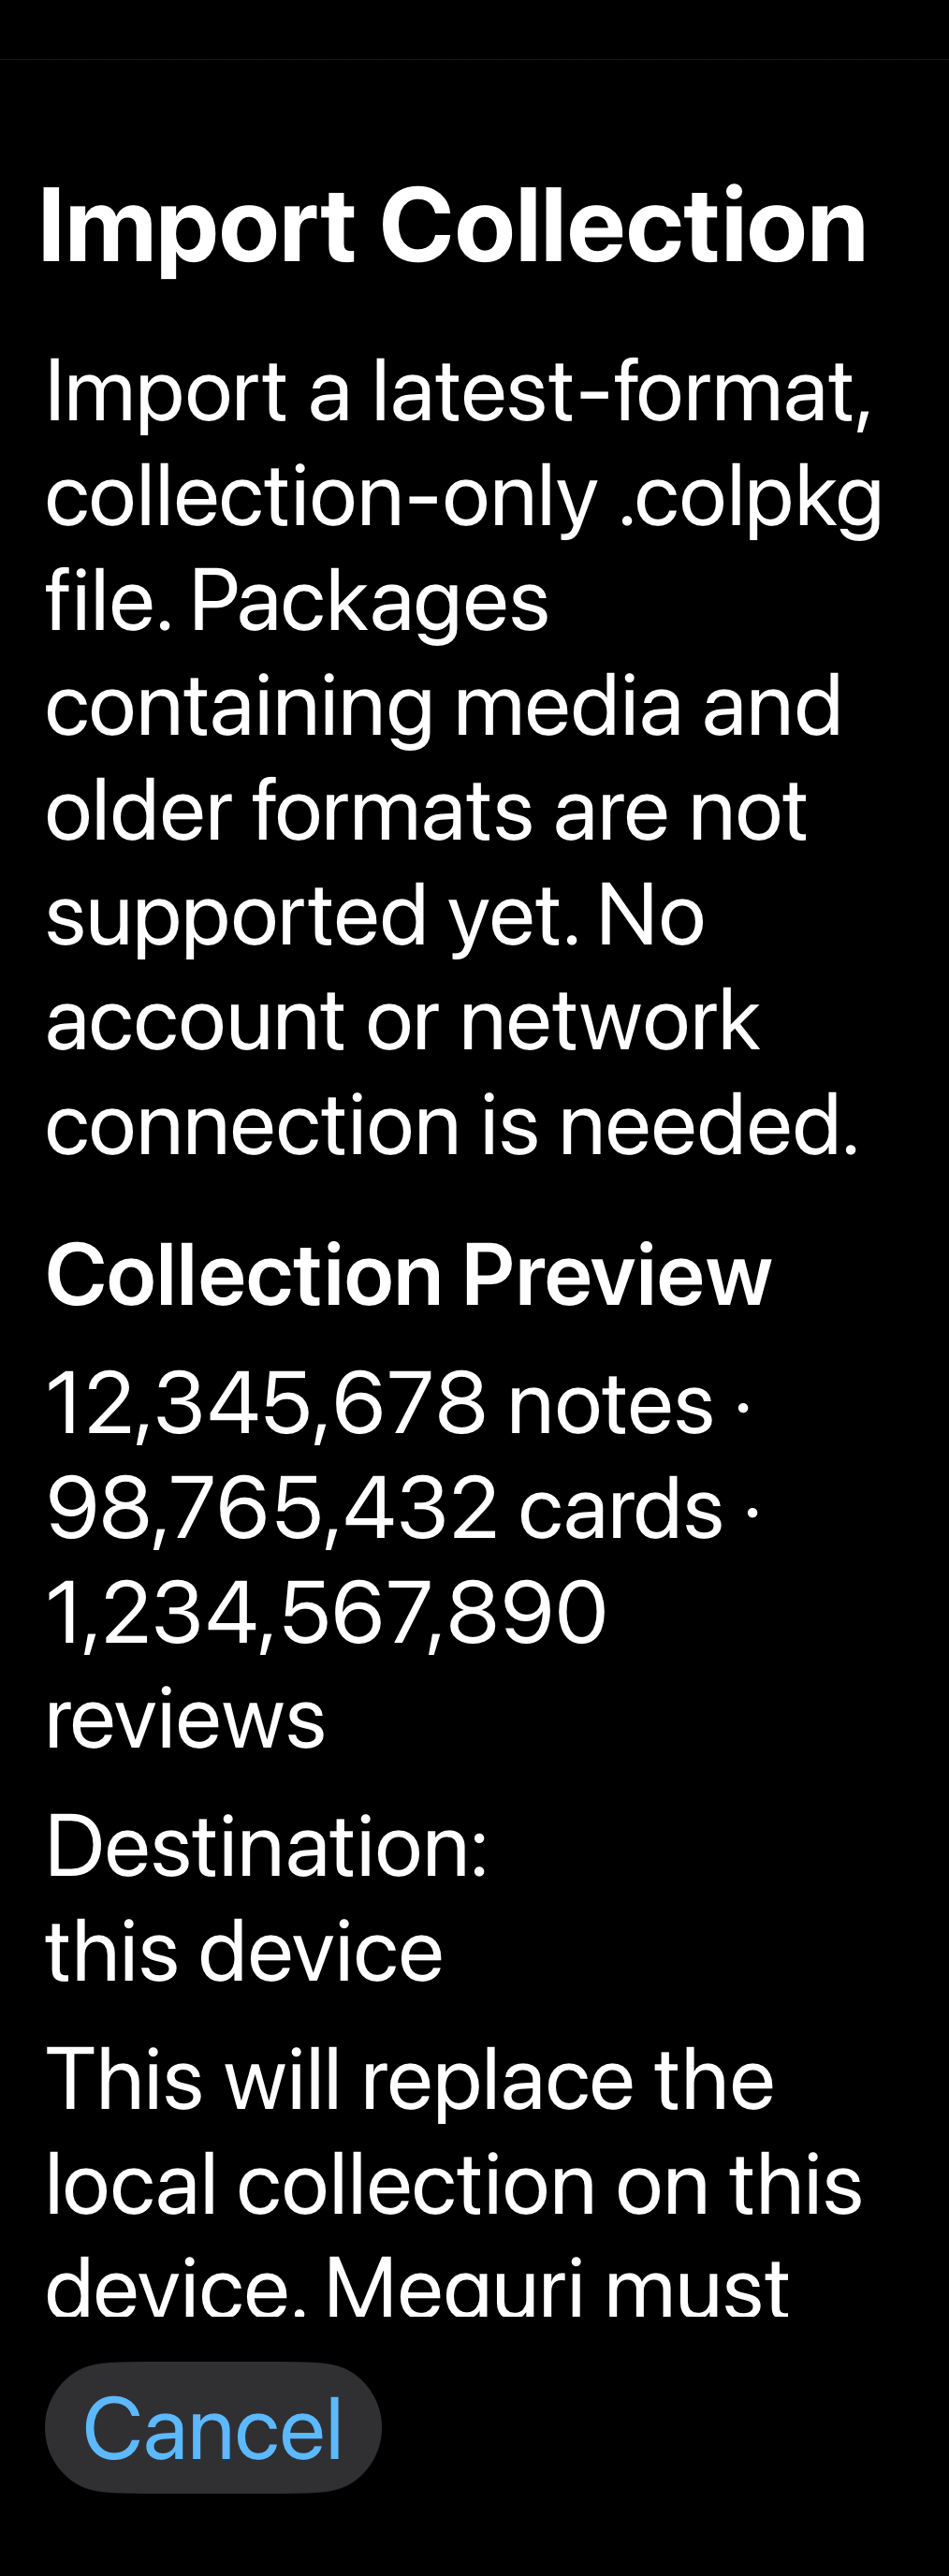 Import Collection
Import a latest-format,
collection-only .colpkg
file. Packages
containing media and
older formats are not
supported yet. No
account or network
connection is needed.
Collection Preview
12,345,678 notes ·
98,765,432 cards ·
1,234,567,890
reviews
Destination:
this device
This will replace the
local collection on this
device. Meguri must
Cancel